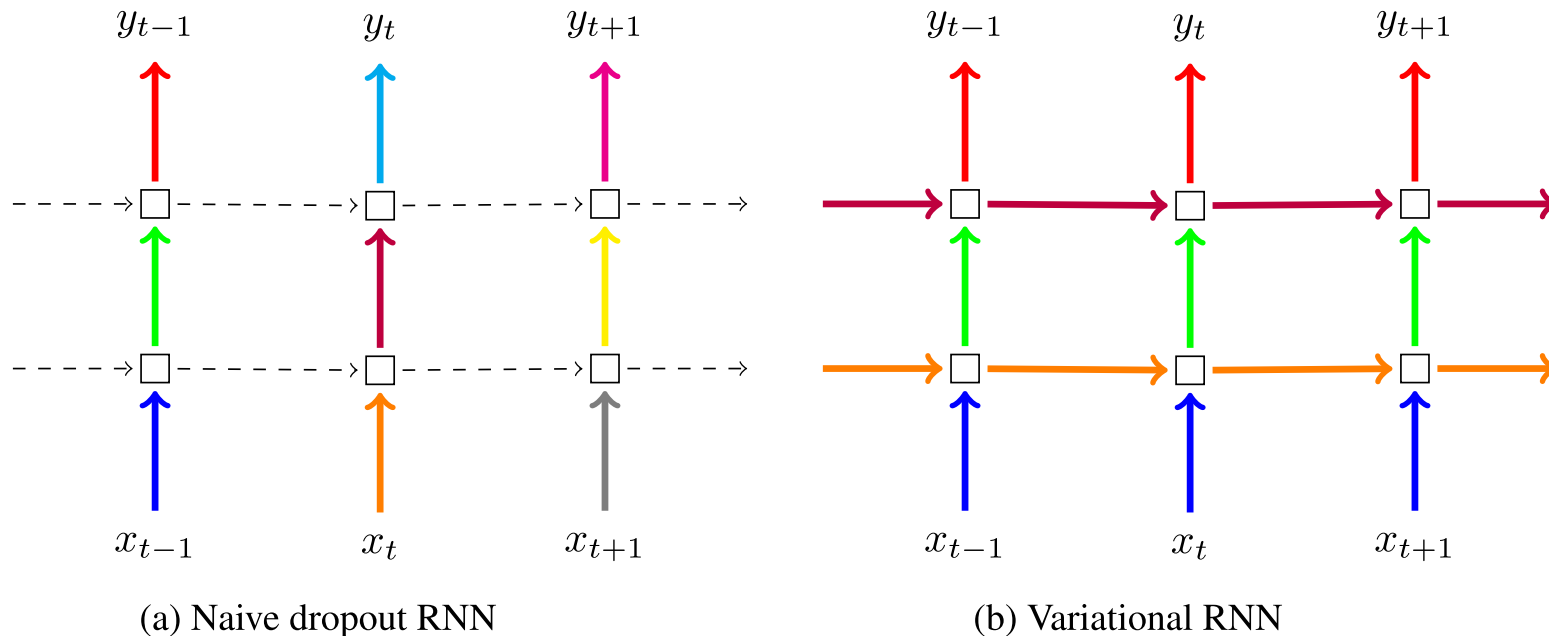 y_{t-1} y_t y_{t+1} y_{t-1} y_t y_{t+1}
x_{t-1} x_t x_{t+1} x_{t-1} x_t x_{t+1}
(a) Naive dropout RNN (b) Variational RNN